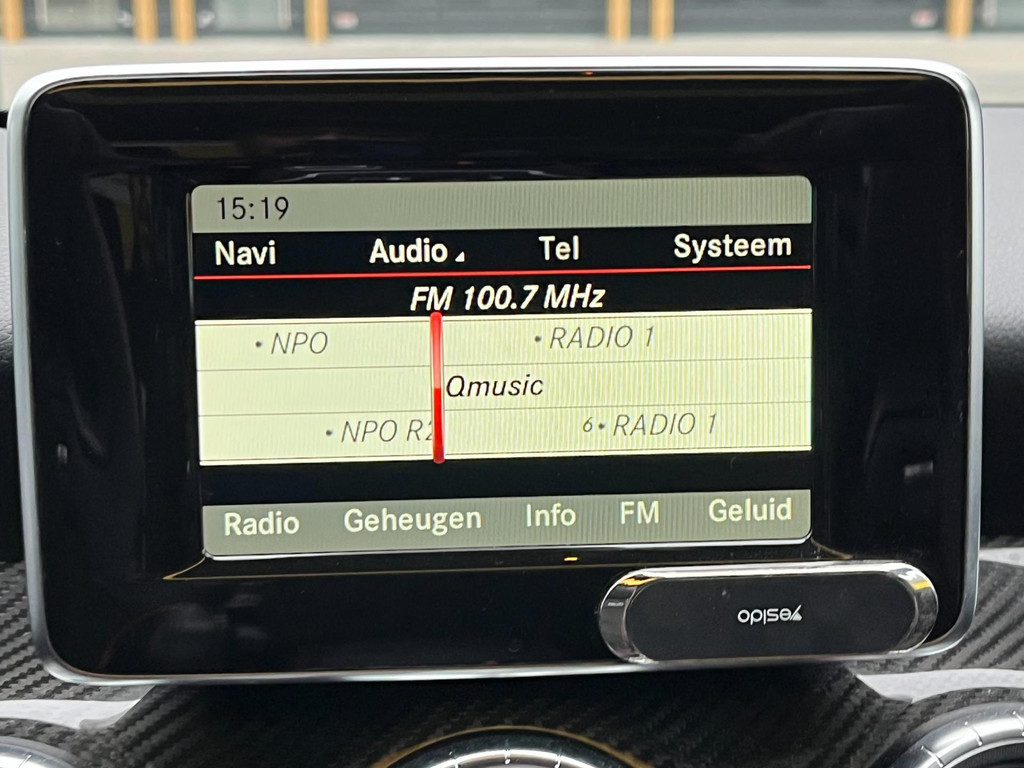 15:19
Navi Audio Tel Systeem
FM 100.7 MHz
• NPO • RADIO 1
Qmusic
• NPO R2 6• RADIO 1
Radio Geheugen Info FM Geluid
Yesido